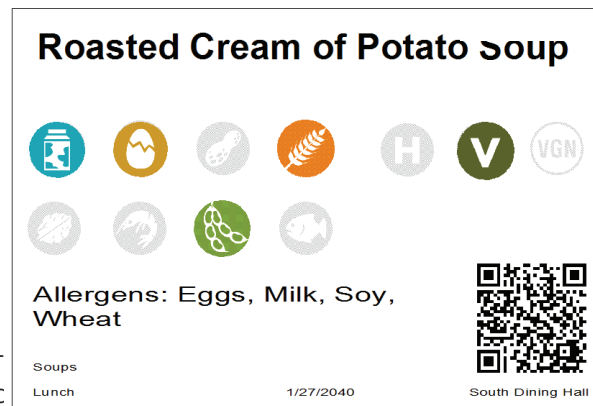 Roasted Cream of Potato Soup
H V VGN
Allergens: Eggs, Milk, Soy,
Wheat
Soups
Lunch 1/27/2040 South Dining Hall